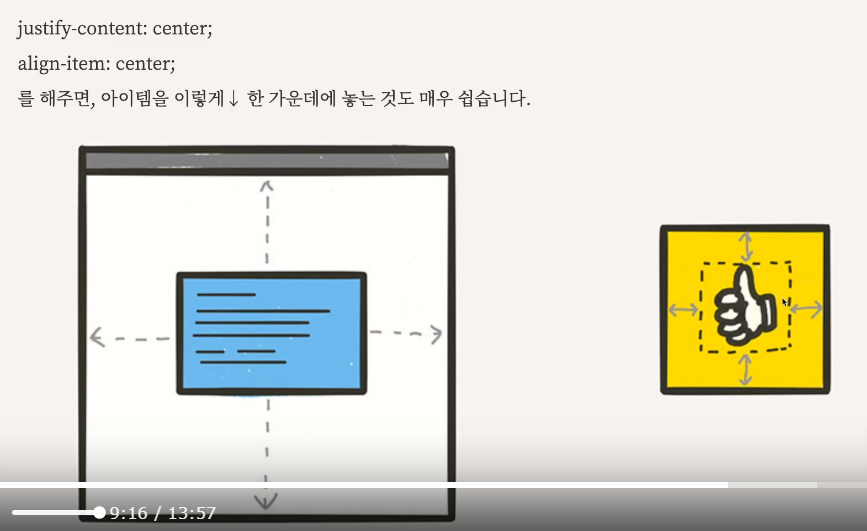 justify-content: center;
align-item: center;
를 해주면, 아이템을 이렇게↓ 한 가운데에 놓는 것도 매우 쉽습니다.
9:16 / 13:57